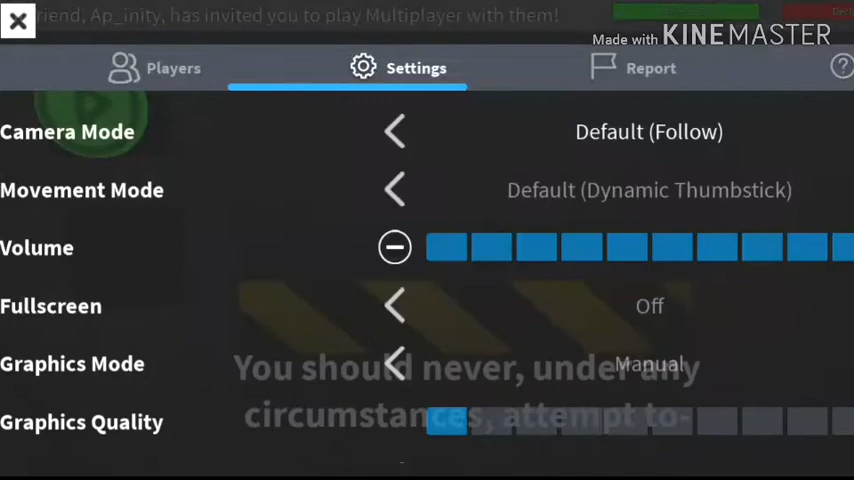 riend, Ap_inity, has invited you to play Multiplayer with them!
Made with KINEMASTER
Players
Settings
Report
Camera Mode
Default (Follow)
Movement Mode
Default (Dynamic Thumbstick)
Volume
Fullscreen
Off
Graphics Mode
Manual
You should never, under any
circumstances, attempt to-
Graphics Quality